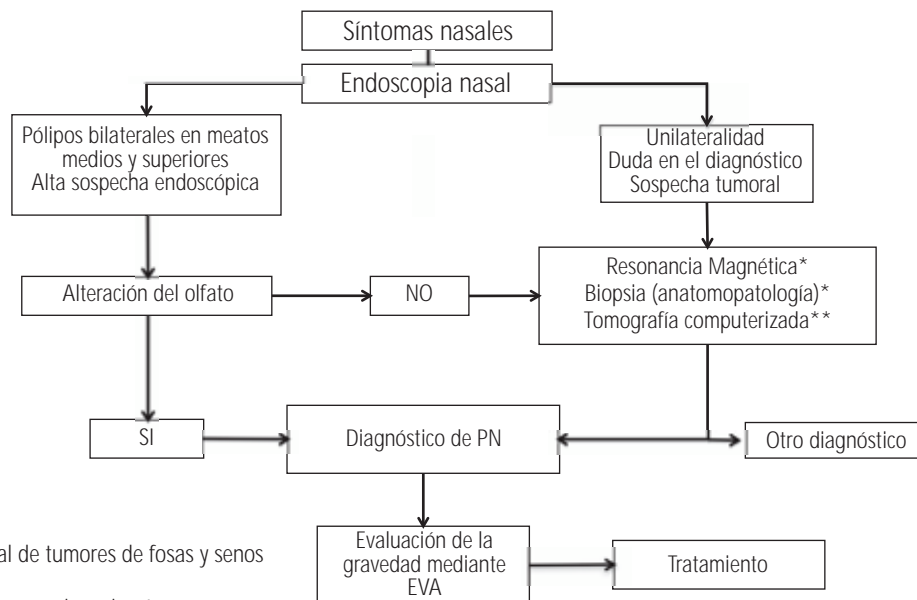 Síntomas nasales
Endoscopia nasal
Pólipos bilaterales en meatos
medios y superiores
Alta sospecha endoscópica
Unilateralidad
Duda en el diagnóstico
Sospecha tumoral
Alteración del olfato
NO
Resonancia Magnética*
Biopsia (anatomopatología)*
Tomografía computerizada**
SI
Diagnóstico de PN
Otro diagnóstico
Evaluación de la
gravedad mediante
EVA
Tratamiento
al de tumores de fosas y senos